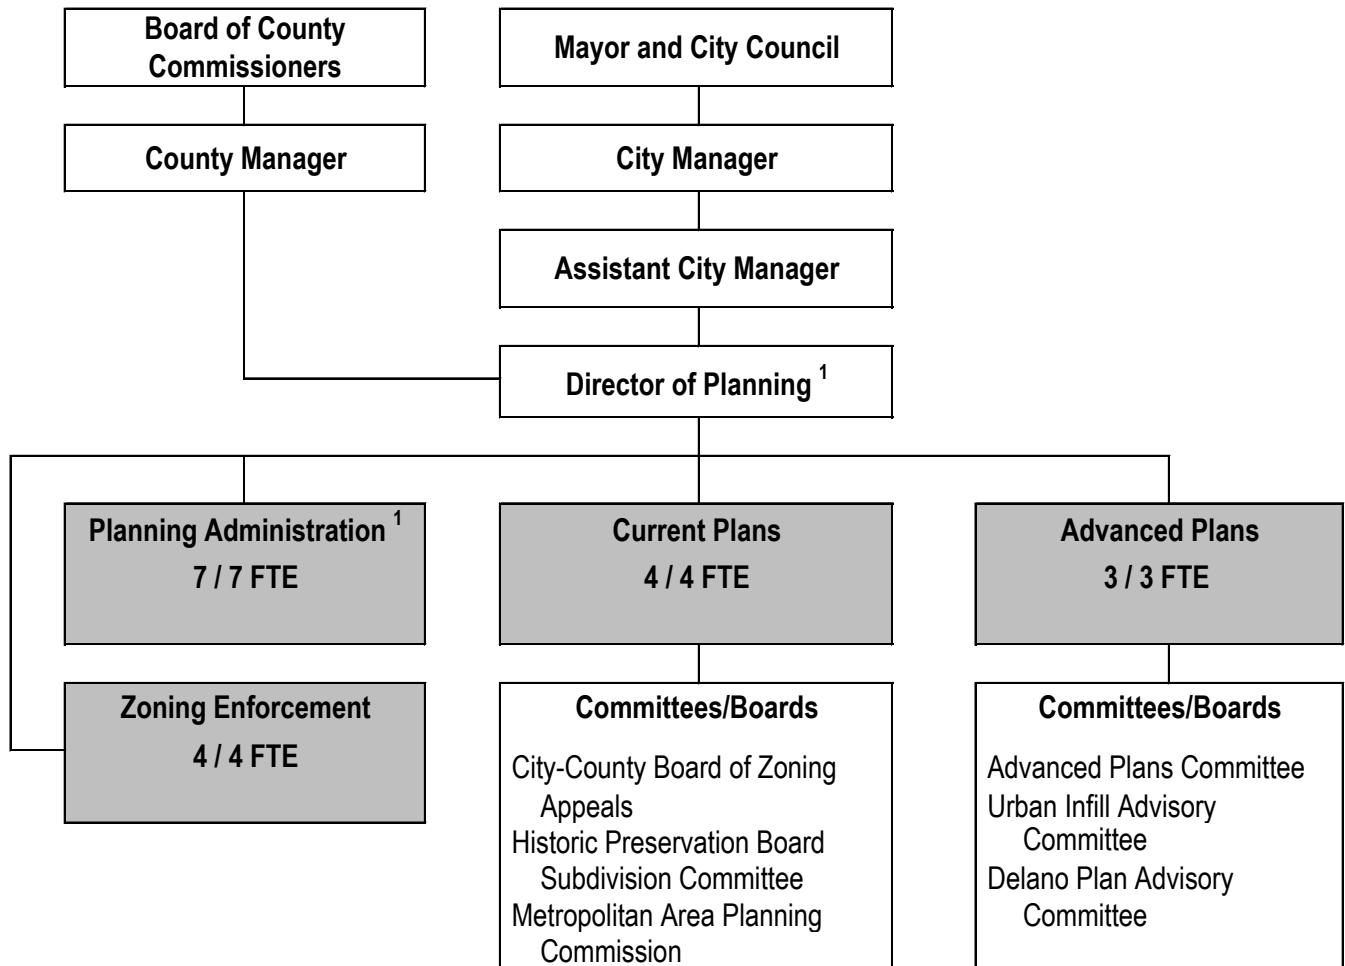 Board of County
Commissioners
Mayor and City Council
County Manager
City Manager
Assistant City Manager
Director of Planning 1
Planning Administration 1
7 / 7 FTE
Current Plans
4 / 4 FTE
Advanced Plans
3 / 3 FTE
Zoning Enforcement
4 / 4 FTE
Committees/Boards
City-County Board of Zoning
Appeals
Historic Preservation Board
Subdivision Committee
Metropolitan Area Planning
Commission
Committees/Boards
Advanced Plans Committee
Urban Infill Advisory
Committee
Delano Plan Advisory
Committee